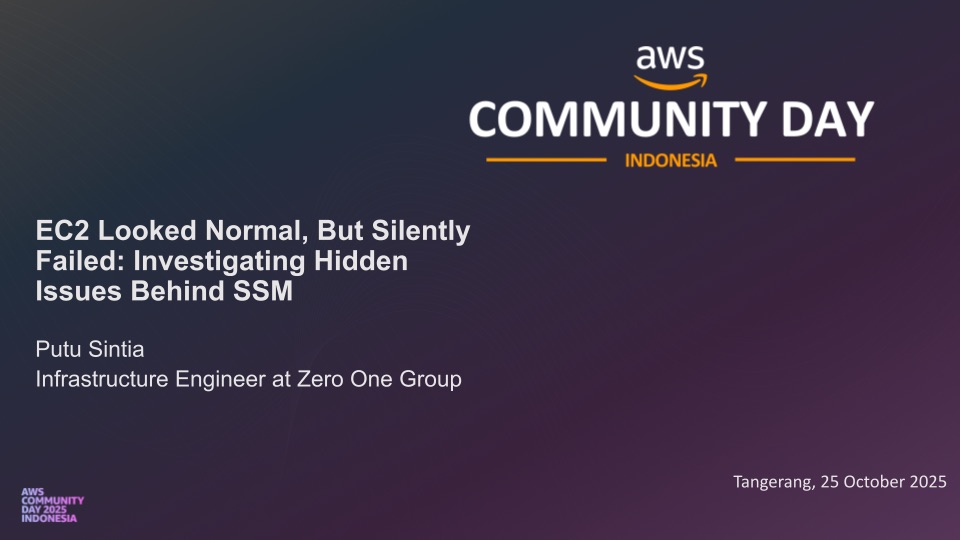 aws
COMMUNITY DAY
INDONESIA
EC2 Looked Normal, But Silently
Failed: Investigating Hidden
Issues Behind SSM
Putu Sintia
Infrastructure Engineer at Zero One Group
Tangerang, 25 October 2025
AWS
COMMUNITY
DAY 2025
INDONESIA